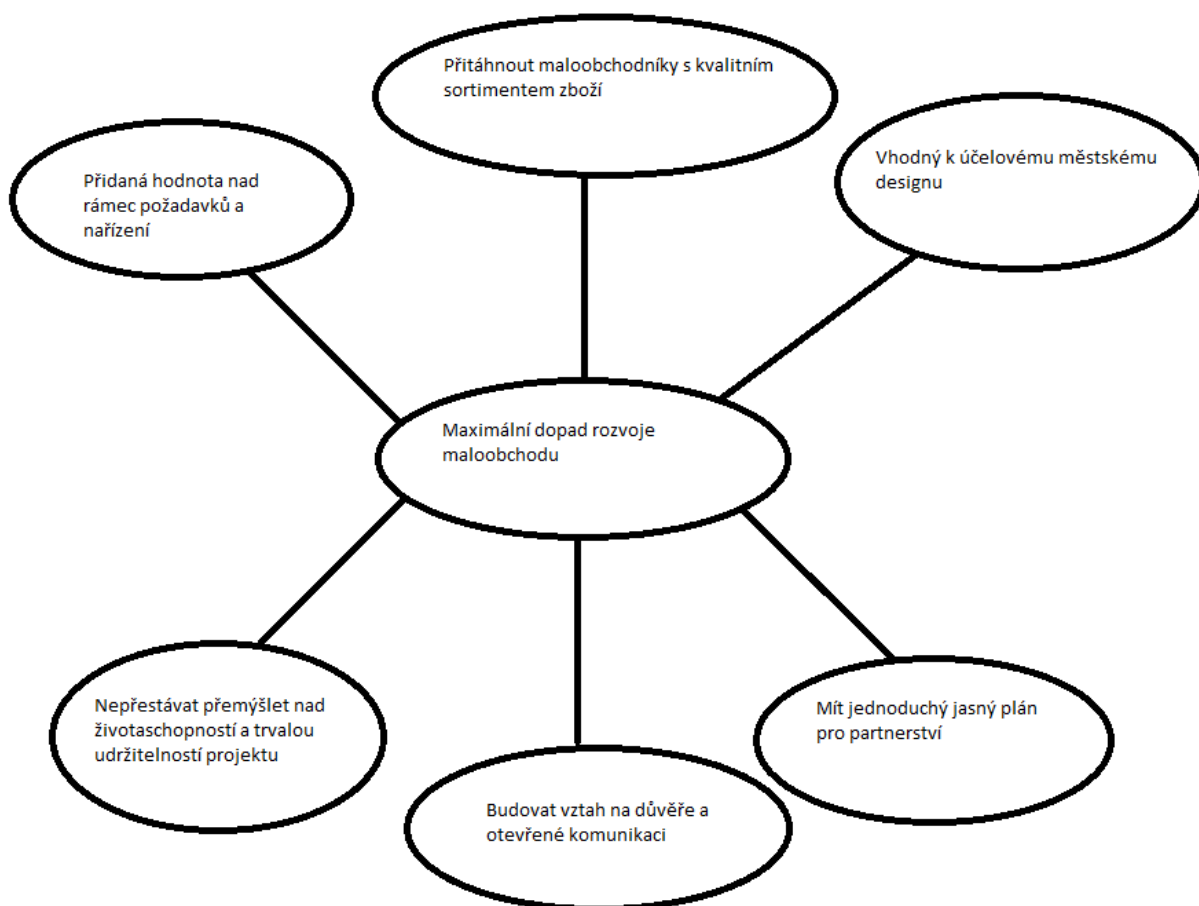 Přitáhnout maloobchodníky s kvalitním
sortimentem zboží
Vhodný k účelovému městskému
designu
Přidaná hodnota nad
rámec požadavků a
nařízení
Maximální dopad rozvoje
maloobchodu
Nepřestávat přemýšlet nad
životaschopností a trvalou
udržitelností projektu
Mít jednoduchý jasný plán
pro partnerství
Budovat vztah na důvěře a
otevřené komunikaci